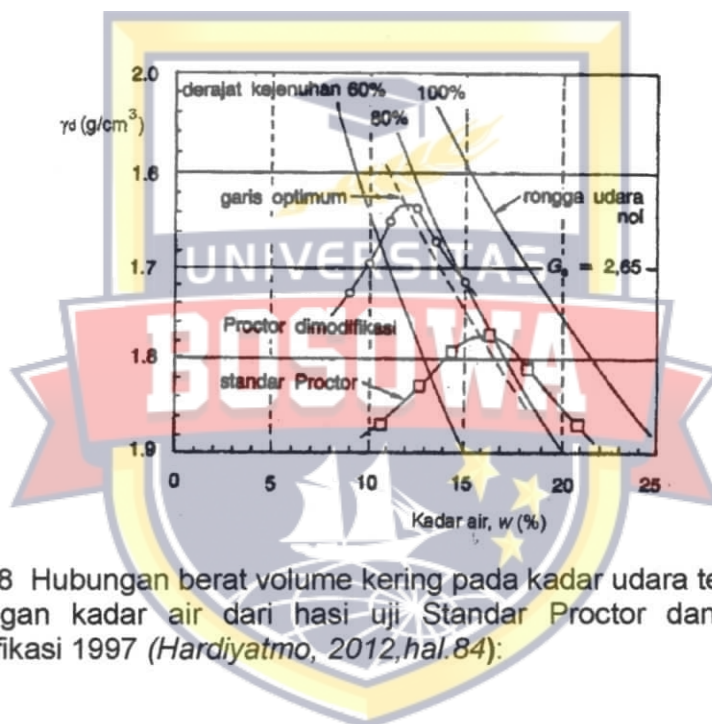 2.0
derajat kejenuhan 60%
100%
γd (g/cm³)
80%
1.6
garis optimum
rongga udara
nol
UNIVERSITAS
1.7
Gs = 2,65
BOSOWA
Proctor dimodifikasi
1.8
standar Proctor
1.9
0 5 10 15 20 25
Kadar air, w (%)
8 Hubungan berat volume kering pada kadar udara te
gan kadar air dari hasi uji Standar Proctor dan
fikasi 1997 (Hardiyatmo, 2012,hal.84):